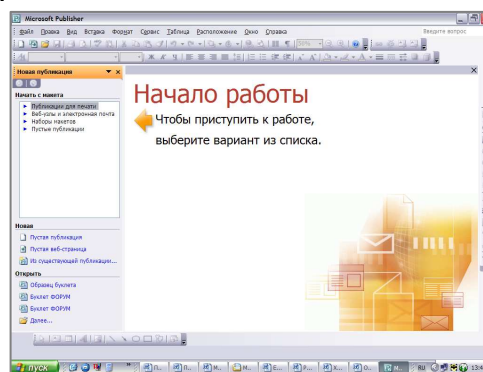 Microsoft Publisher
Файл Правка Вид Вставка Формат Сервис Таблица Расположение Окно Справка
Введите вопрос
50%
Новая публикация
Начать с макета
Публикации для печати
Веб-узлы и электронная почта
Наборы макетов
Пустые публикации
Начало работы
Чтобы приступить к работе,
выберите вариант из списка.
Новая
Пустая публикация
Пустая веб-страница
Из существующей публикации...
Открыть
Образец буклета
Буклет ФОРУМ
Буклет ФОРУМ
Далее...
пуск
RU